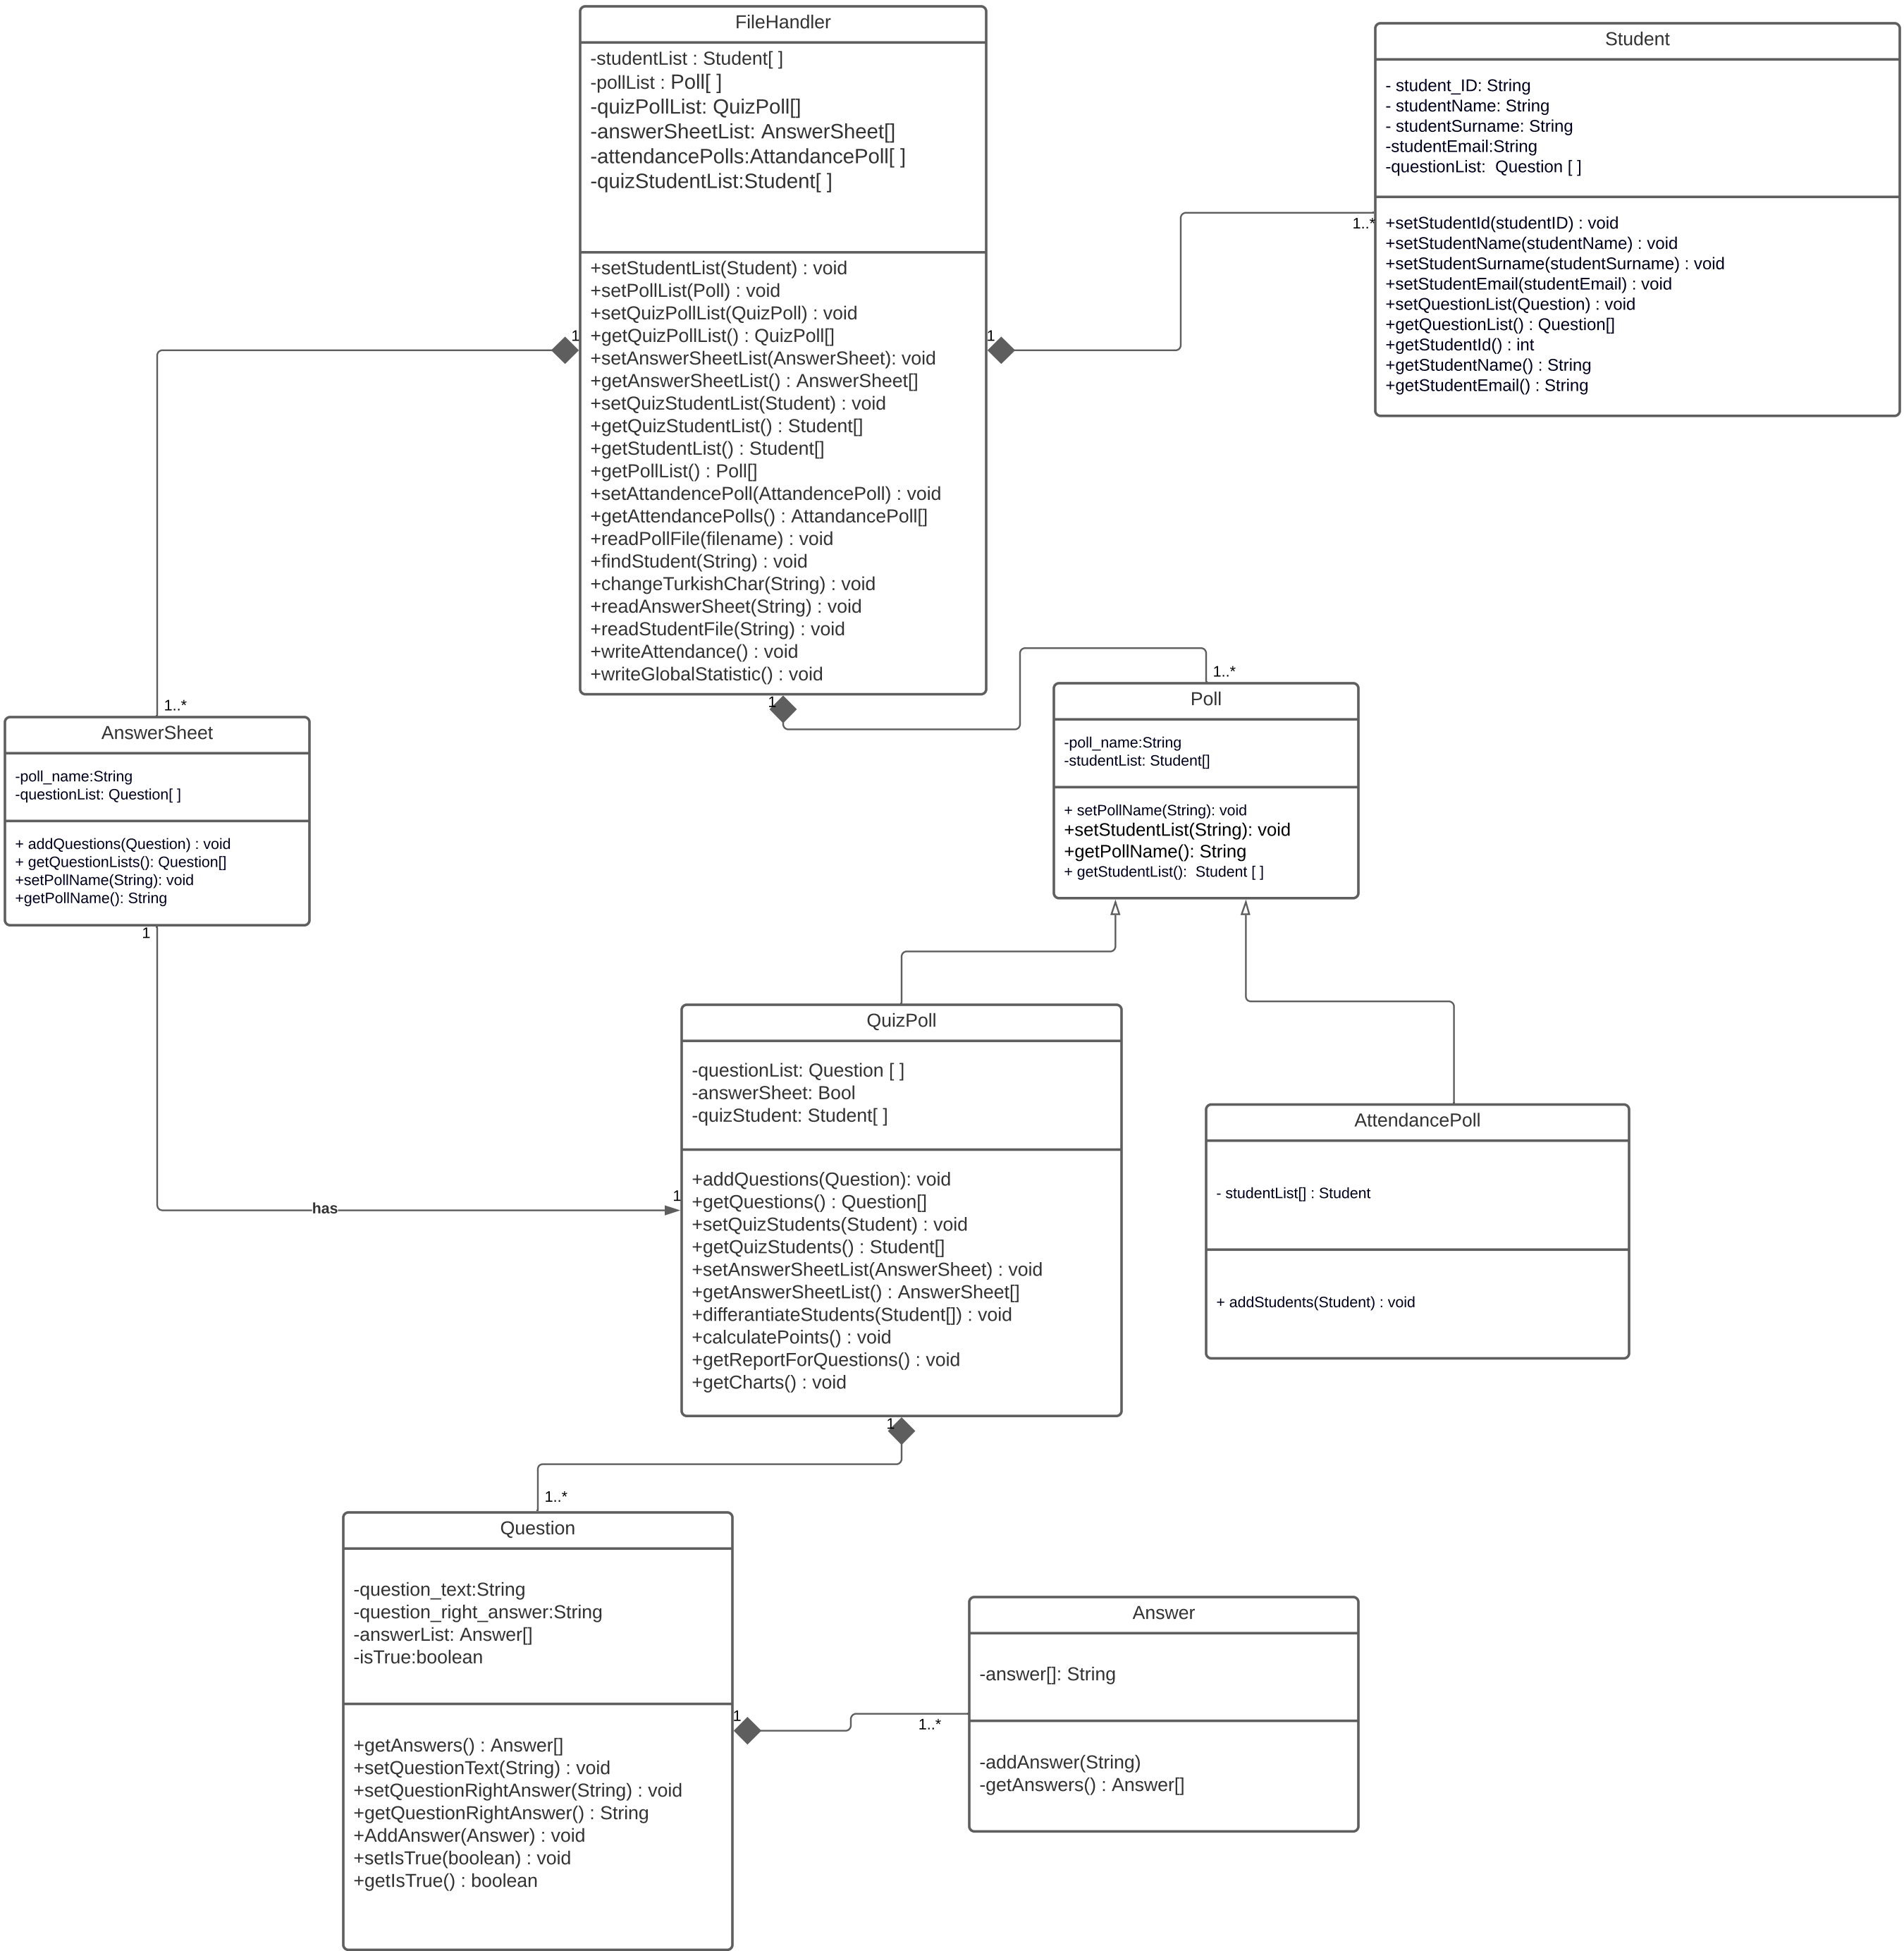 FileHandler
-studentList : Student[ ]
-pollList : Poll[ ]
-quizPollList: QuizPoll[]
-answerSheetList: AnswerSheet[]
-attendancePolls:AttandancePoll[ ]
-quizStudentList:Student[ ]
+setStudentList(Student) : void
+setPollList(Poll) : void
+setQuizPollList(QuizPoll) : void
+getQuizPollList() : QuizPoll[]
+setAnswerSheetList(AnswerSheet): void
+getAnswerSheetList() : AnswerSheet[]
+setQuizStudentList(Student) : void
+getQuizStudentList() : Student[]
+getStudentList() : Student[]
+getPollList() : Poll[]
+setAttandencePoll(AttandencePoll) : void
+getAttendancePolls() : AttandancePoll[]
+readPollFile(filename) : void
+findStudent(String) : void
+changeTurkishChar(String) : void
+readAnswerSheet(String) : void
+readStudentFile(String) : void
+writeAttendance() : void
+writeGlobalStatistic() : void
Student
- student_ID: String
- studentName: String
- studentSurname: String
-studentEmail:String
-questionList:  Question [ ]
+setStudentId(studentID) : void
+setStudentName(studentName) : void
+setStudentSurname(studentSurname) : void
+setStudentEmail(studentEmail) : void
+setQuestionList(Question) : void
+getQuestionList() : Question[]
+getStudentId() : int
+getStudentName() : String
+getStudentEmail() : String
1
1..*
1
1..*
1
1..*
AnswerSheet
-poll_name:String
-questionList: Question[ ]
+ addQuestions(Question) : void
+ getQuestionLists(): Question[]
+setPollName(String): void
+getPollName(): String
Poll
-poll_name:String
-studentList: Student[]
+ setPollName(String): void
+setStudentList(String): void
+getPollName(): String
+ getStudentList():  Student [ ]
1
has
1
QuizPoll
-questionList: Question [ ]
-answerSheet: Bool
-quizStudent: Student[ ]
+addQuestions(Question): void
+getQuestions() : Question[]
+setQuizStudents(Student) : void
+getQuizStudents() : Student[]
+setAnswerSheetList(AnswerSheet) : void
+getAnswerSheetList() : AnswerSheet[]
+differantiateStudents(Student[]) : void
+calculatePoints() : void
+getReportForQuestions() : void
+getCharts() : void
AttendancePoll
- studentList[] : Student
+ addStudents(Student) : void
1
1..*
Question
-question_text:String
-question_right_answer:String
-answerList: Answer[]
-isTrue:boolean
+getAnswers() : Answer[]
+setQuestionText(String) : void
+setQuestionRightAnswer(String) : void
+getQuestionRightAnswer() : String
+AddAnswer(Answer) : void
+setIsTrue(boolean) : void
+getIsTrue() : boolean
1
1..*
Answer
-answer[]: String
-addAnswer(String)
-getAnswers() : Answer[]